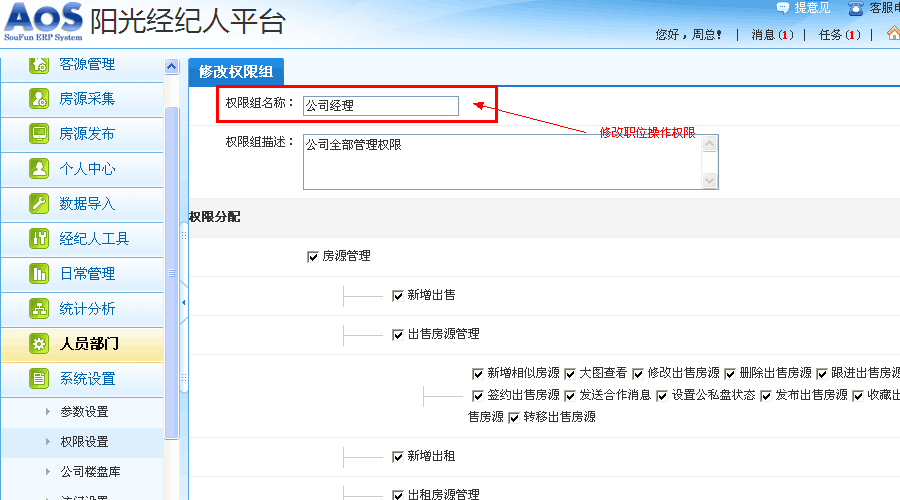 AOS 阳光经纪人平台
SouFun ERP System
提意见 客服电
您好，周总! | 消息(1) | 任务(1) |
客源管理
房源采集
房源发布
个人中心
数据导入
经纪人工具
日常管理
统计分析
人员部门
系统设置
参数设置
权限设置
公司楼盘库
修改权限组
权限组名称： 公司经理
修改职位操作权限
权限组描述： 公司全部管理权限
权限分配
房源管理
新增出售
出售房源管理
新增相似房源 大图查看 修改出售房源 删除出售房源 跟进出售房源
签约出售房源 发送合作消息 设置公私盘状态 发布出售房源 收藏出
售房源 转移出售房源
新增出租
出租房源管理